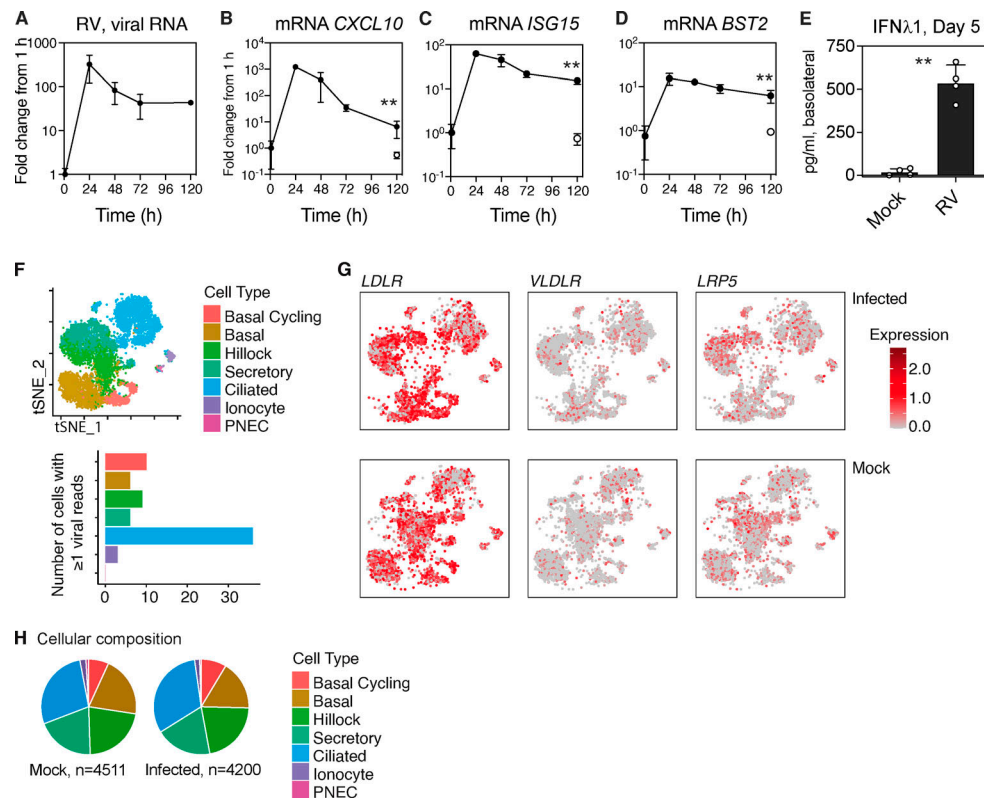 A RV, viral RNA
Fold change from 1 h
1000
100
10
1
0 24 48 72 96 120
Time (h)
B mRNA CXCL10
Fold change from 1 h
10⁴
10³
10²
10¹
10⁰
10⁻¹
**
0 24 48 72 96 120
Time (h)
C mRNA ISG15
10²
10¹
10⁰
10⁻¹
**
0 24 48 72 96 120
Time (h)
D mRNA BST2
10²
10¹
10⁰
10⁻¹
**
0 24 48 72 96 120
Time (h)
E IFNλ1, Day 5
pg/ml, basolateral
750
500
250
0
**
Mock
RV
F
tSNE_2
tSNE_1
Cell Type
Basal Cycling
Basal
Hillock
Secretory
Ciliated
Ionocyte
PNEC
Number of cells with
≥1 viral reads
0 10 20 30
G
LDLR VLDLR LRP5
Infected
Expression
2.0
1.0
0.0
Mock
H Cellular composition
Mock, n=4511 Infected, n=4200
Cell Type
Basal Cycling
Basal
Hillock
Secretory
Ciliated
Ionocyte
PNEC